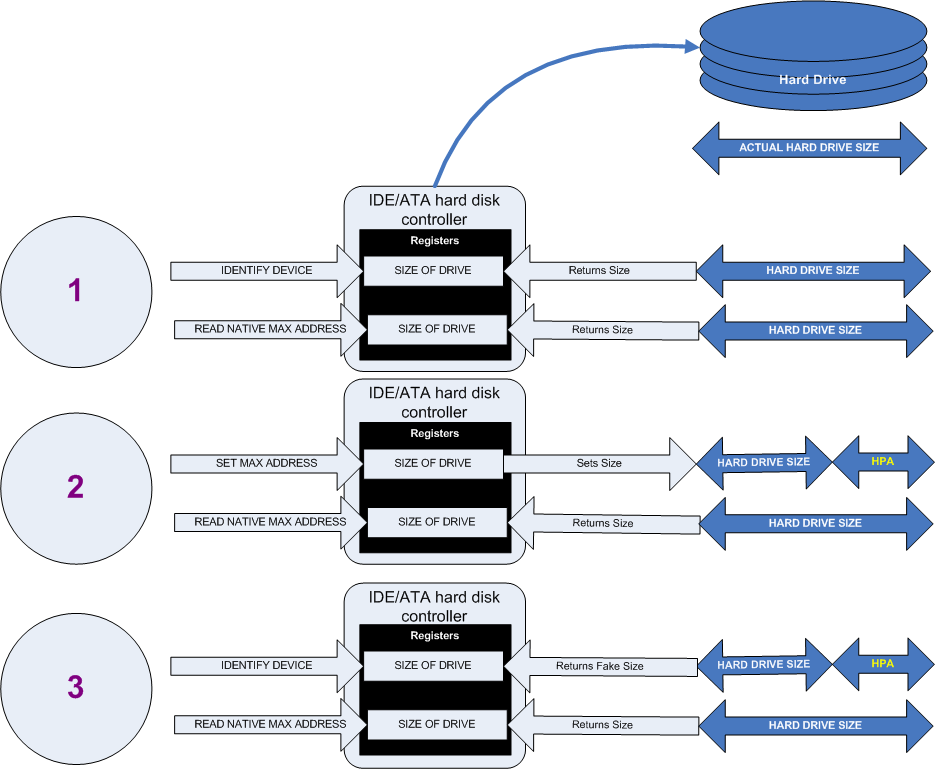 Hard Drive
ACTUAL HARD DRIVE SIZE
IDE/ATA hard disk
controller
Registers
1
IDENTIFY DEVICE
SIZE OF DRIVE
Returns Size
HARD DRIVE SIZE
READ NATIVE MAX ADDRESS
SIZE OF DRIVE
Returns Size
HARD DRIVE SIZE
IDE/ATA hard disk
controller
Registers
2
SET MAX ADDRESS
SIZE OF DRIVE
Sets Size
HARD DRIVE SIZE
HPA
READ NATIVE MAX ADDRESS
SIZE OF DRIVE
Returns Size
HARD DRIVE SIZE
IDE/ATA hard disk
controller
Registers
3
IDENTIFY DEVICE
SIZE OF DRIVE
Returns Fake Size
HARD DRIVE SIZE
HPA
READ NATIVE MAX ADDRESS
SIZE OF DRIVE
Returns Size
HARD DRIVE SIZE